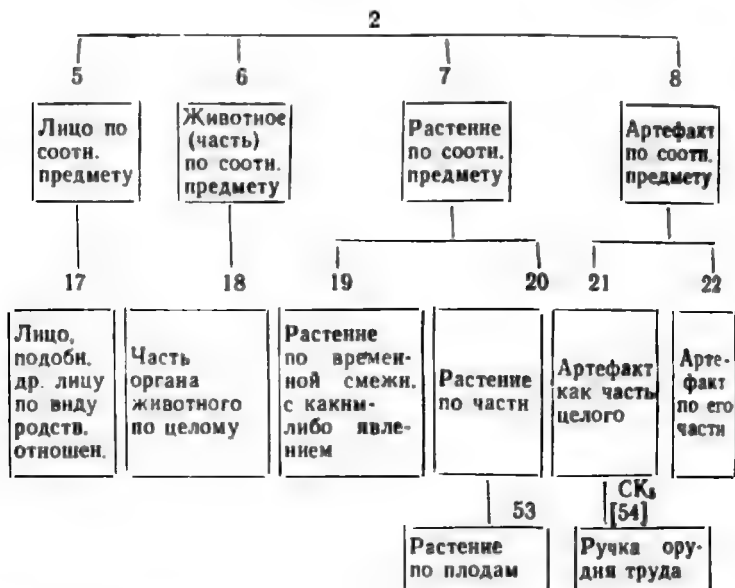 2
5 6 7 8
Лицо по
соотн.
предмету
Животное
(часть)
по соотн.
предмету
Растение
по соотн.
предмету
Артефакт
по соотн.
предмету
17 18 19 20 21 22
Лицо,
подобн.
др. лицу
по виду
родств.
отношен.
Часть
органа
животного
по целому
Растение
по времен-
ной смежн.
с каким-
либо явле-
нием
Растение
по части
Артефакт
как часть
целого
Арте-
факт
по его
части
53
СК₅
[54]
Растение
по плодам
Ручка ору-
дия труда